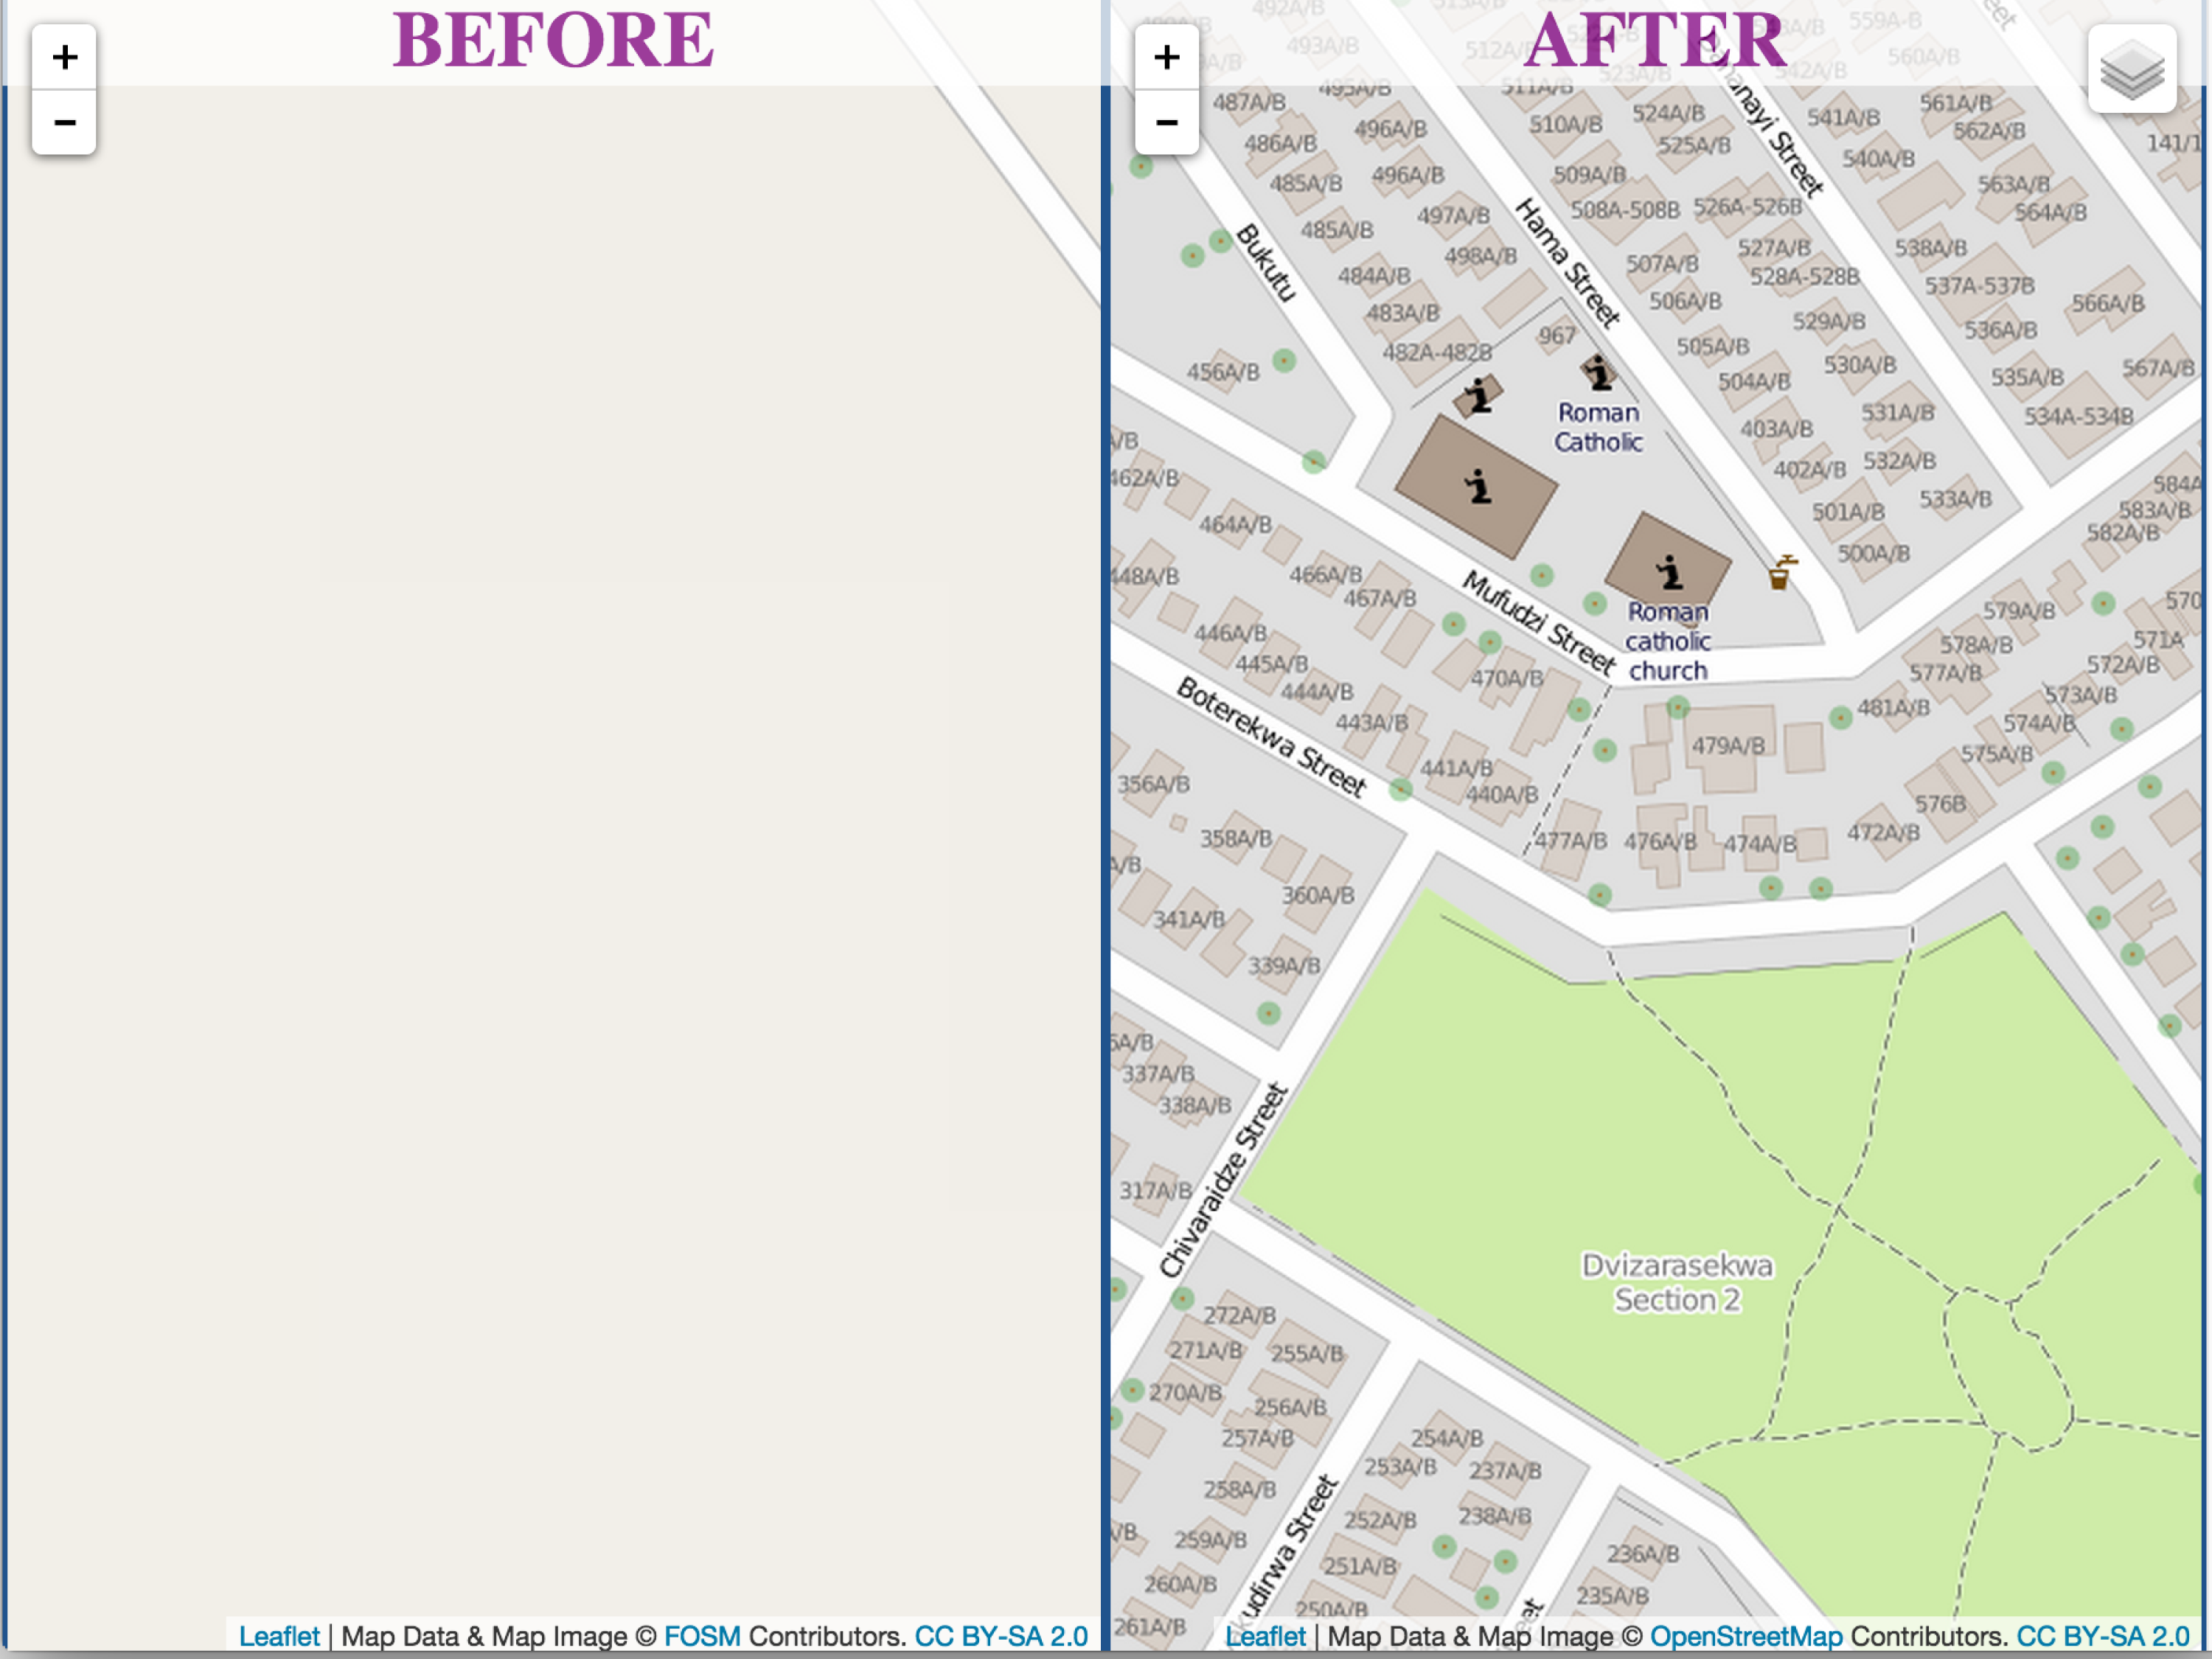 BEFORE
AFTER
+
−
+
−
492A/B
493A/B
512A/B
523A/B
542A/B
559A-B
560A/B
487A/B
495A/B
511A/B
524A/B
541A/B
561A/B
486A/B
496A/B
510A/B
525A/B
540A/B
562A/B
485A/B
496A/B
509A/B
563A/B
497A/B
508A-508B
526A-526B
564A/B
485A/B
498A/B
507A/B
527A/B
538A/B
484A/B
506A/B
528A-528B
537A-537B
566A/B
483A/B
967
529A/B
536A/B
482A-482B
505A/B
530A/B
567A/B
456A/B
504A/B
535A/B
Bukutu
Hama Street
Roman
Catholic
403A/B
531A/B
534A-534B
462A/B
402A/B
532A/B
464A/B
501A/B
533A/B
583A/B
582A/B
448A/B
466A/B
500A/B
467A/B
Mufudzi Street
Roman
catholic
church
579A/B
446A/B
578A/B
571A
445A/B
577A/B
572A/B
470A/B
444A/B
481A/B
573A/B
443A/B
479A/B
574A/B
575A/B
Boterekwa Street
441A/B
440A/B
356A/B
576B
358A/B
477A/B
476A/B
474A/B
472A/B
360A/B
341A/B
339A/B
337A/B
338A/B
317A/B
Chivaraidze Street
Dvizarasekwa
Section 2
272A/B
271A/B
255A/B
270A/B
256A/B
257A/B
254A/B
253A/B
237A/B
258A/B
252A/B
238A/B
259A/B
251A/B
236A/B
260A/B
235A/B
250A/B
261A/B
Leaflet | Map Data & Map Image © FOSM Contributors. CC BY-SA 2.0
Leaflet | Map Data & Map Image © OpenStreetMap Contributors. CC BY-SA 2.0